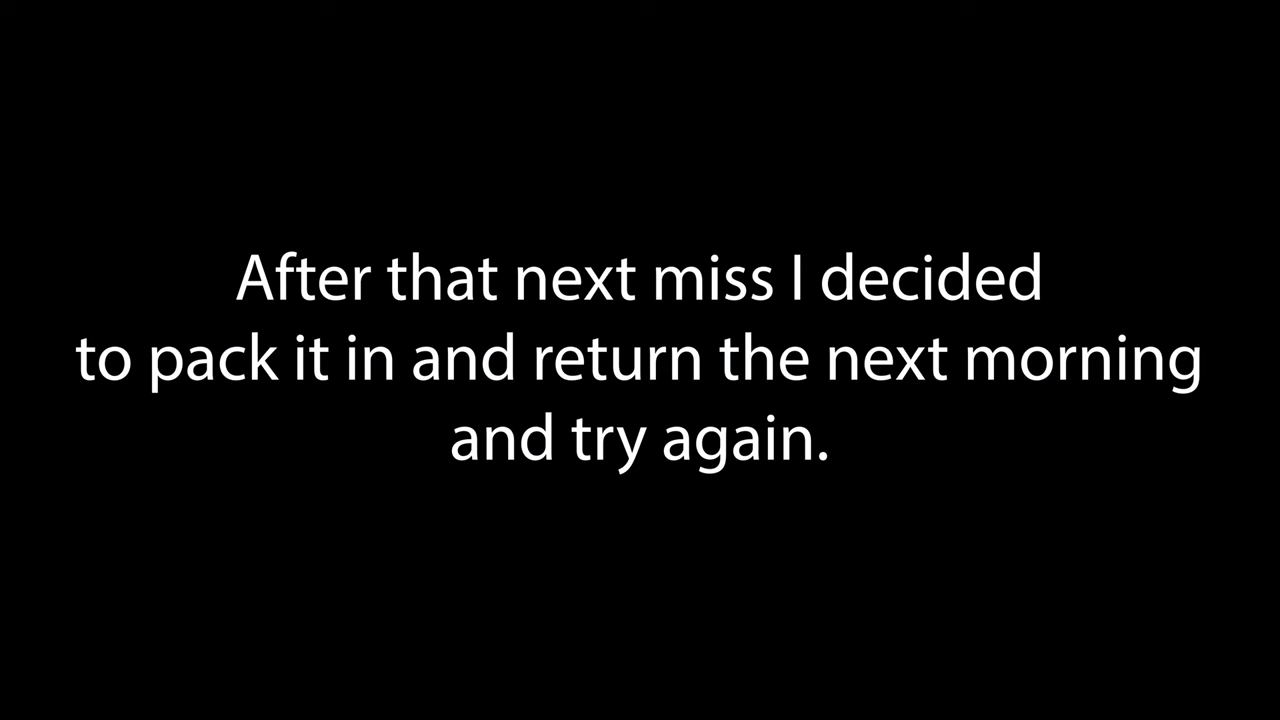 After that next miss I decided
to pack it in and return the next morning
and try again.